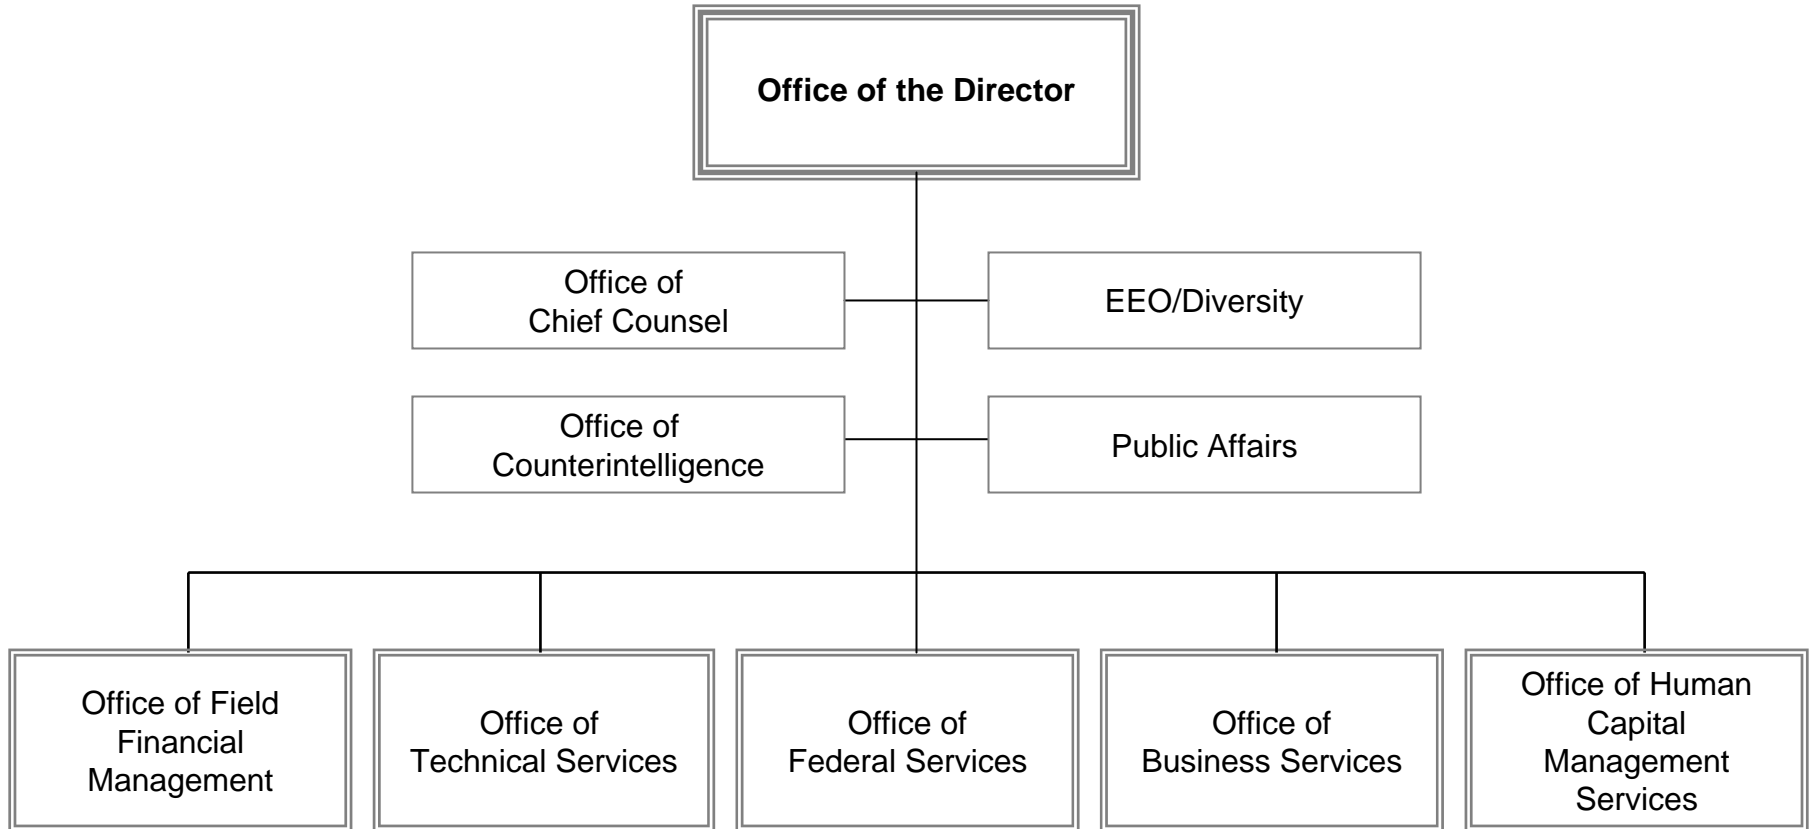 Office of the Director
Office of
Chief Counsel
EEO/Diversity
Office of
Counterintelligence
Public Affairs
Office of Field
Financial
Management
Office of
Technical Services
Office of
Federal Services
Office of
Business Services
Office of Human
Capital
Management
Services